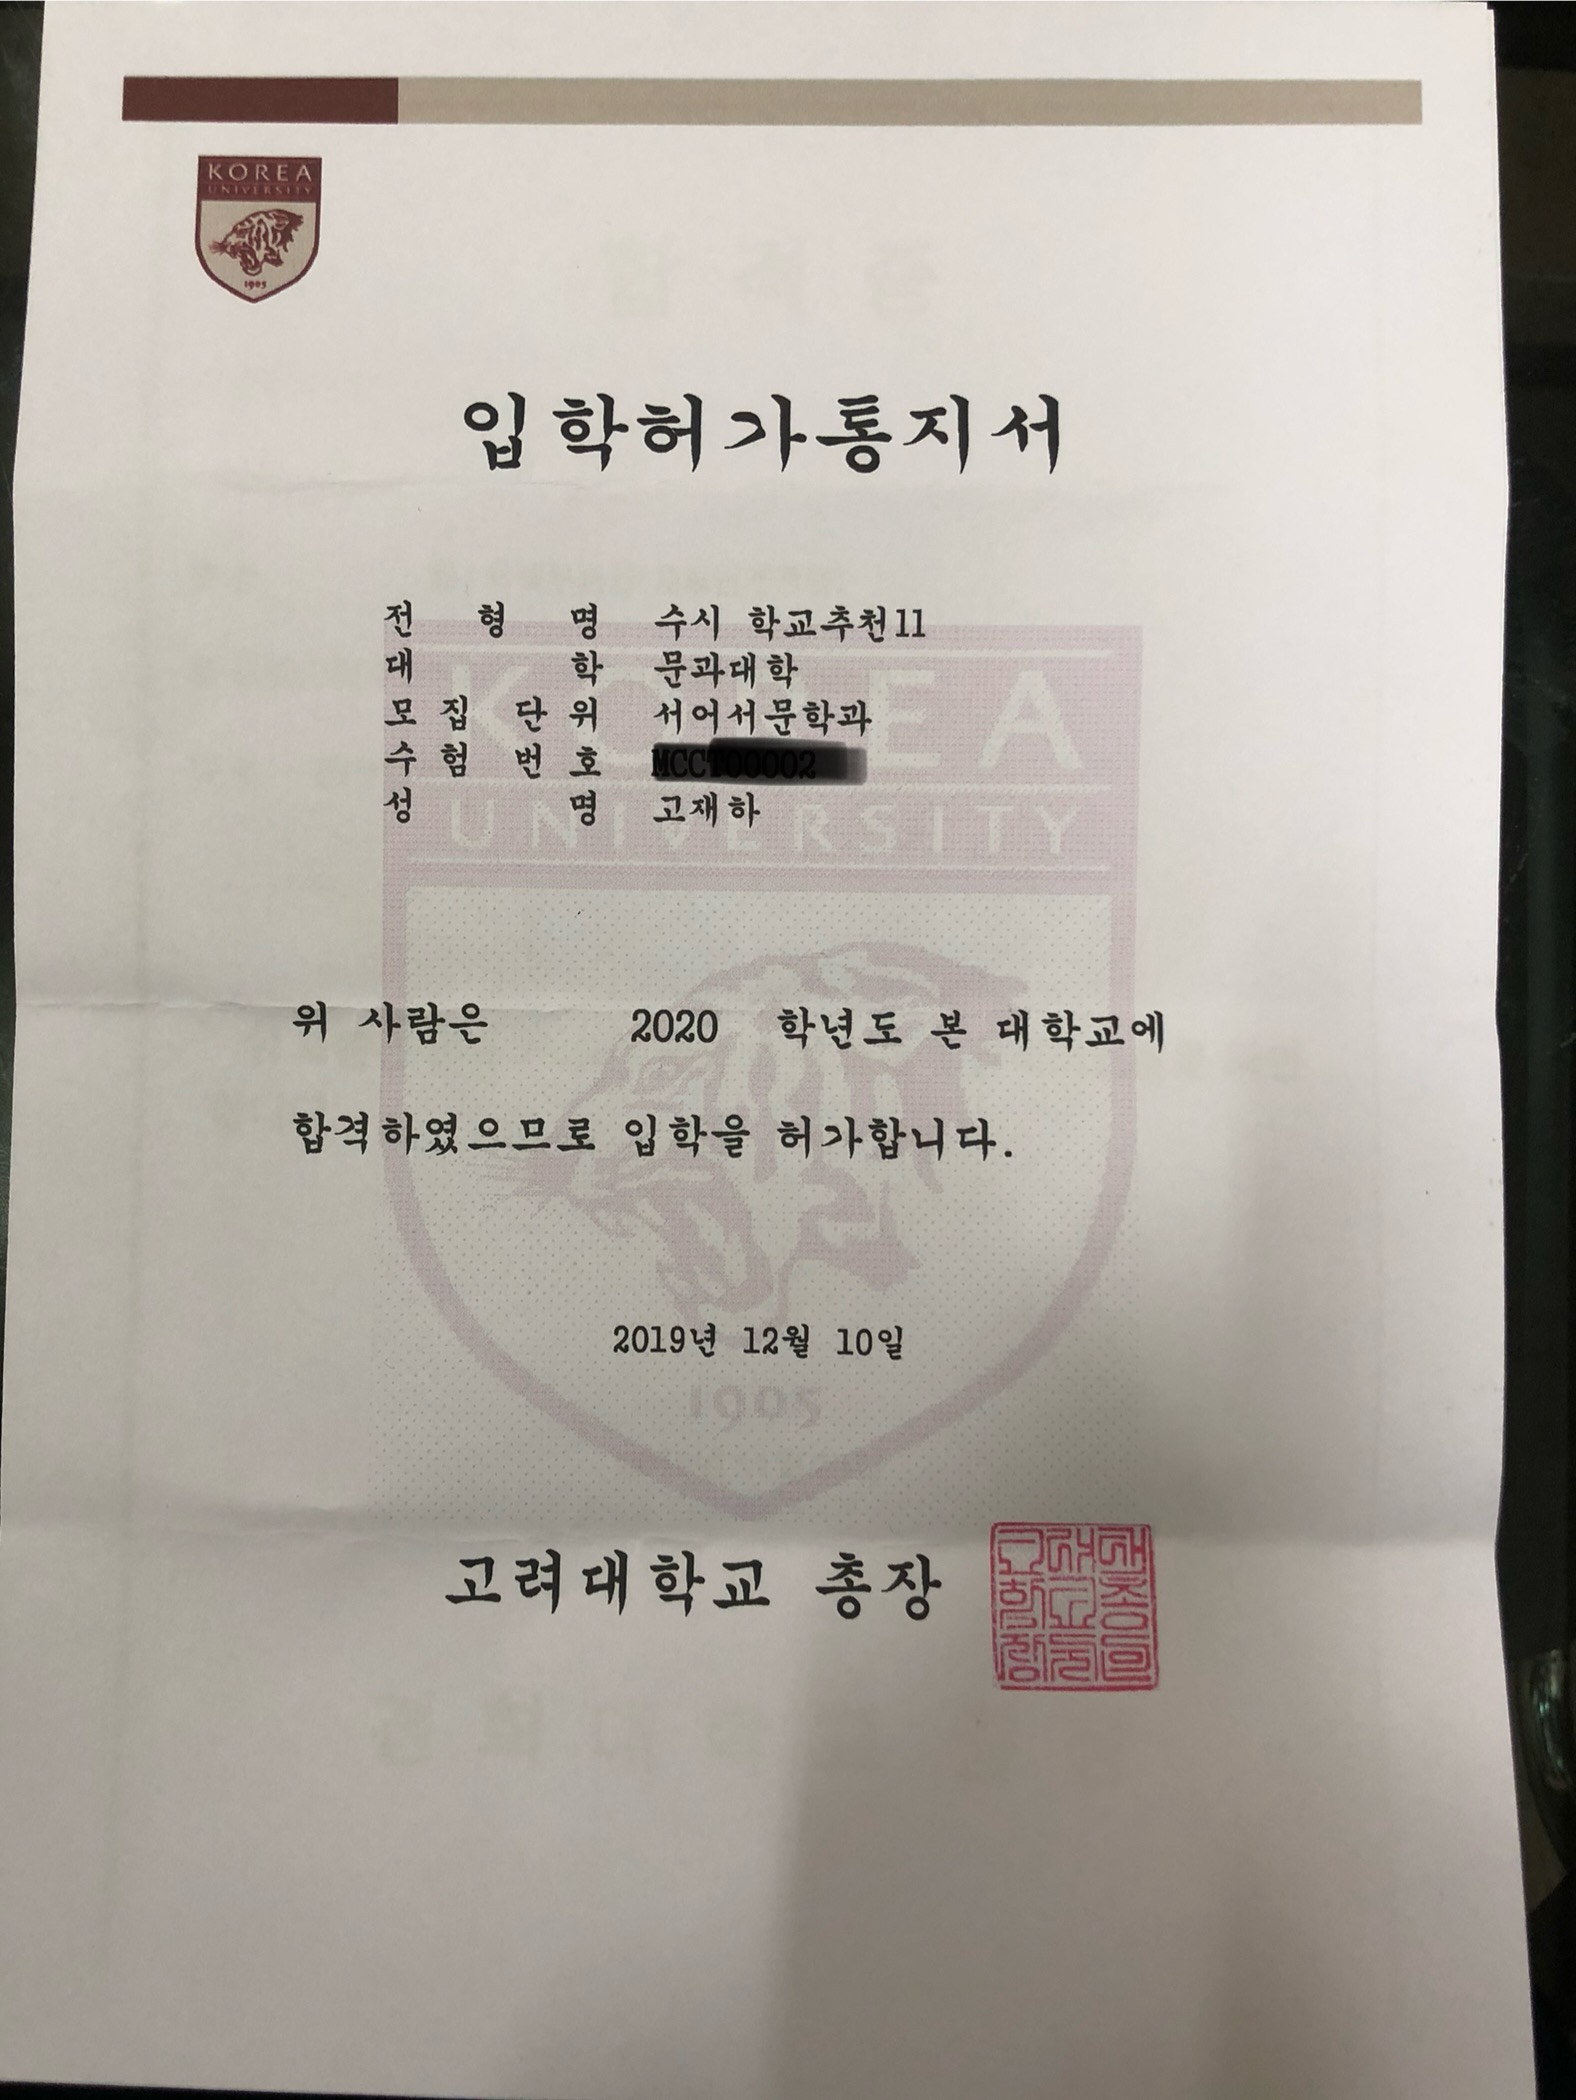 KOREA
UNIVERSITY
1905
입학허가통지서
전 형 명 수시 학교추천II
대 학 문과대학
모 집 단 위 서어서문학과
수 험 번 호
성 명 고재하
KOREA
UNIVERSITY
위 사람은 2020 학년도 본 대학교에
합격하였으므로 입학을 허가합니다.
2019년 12월 10일
1905
고려대학교 총장